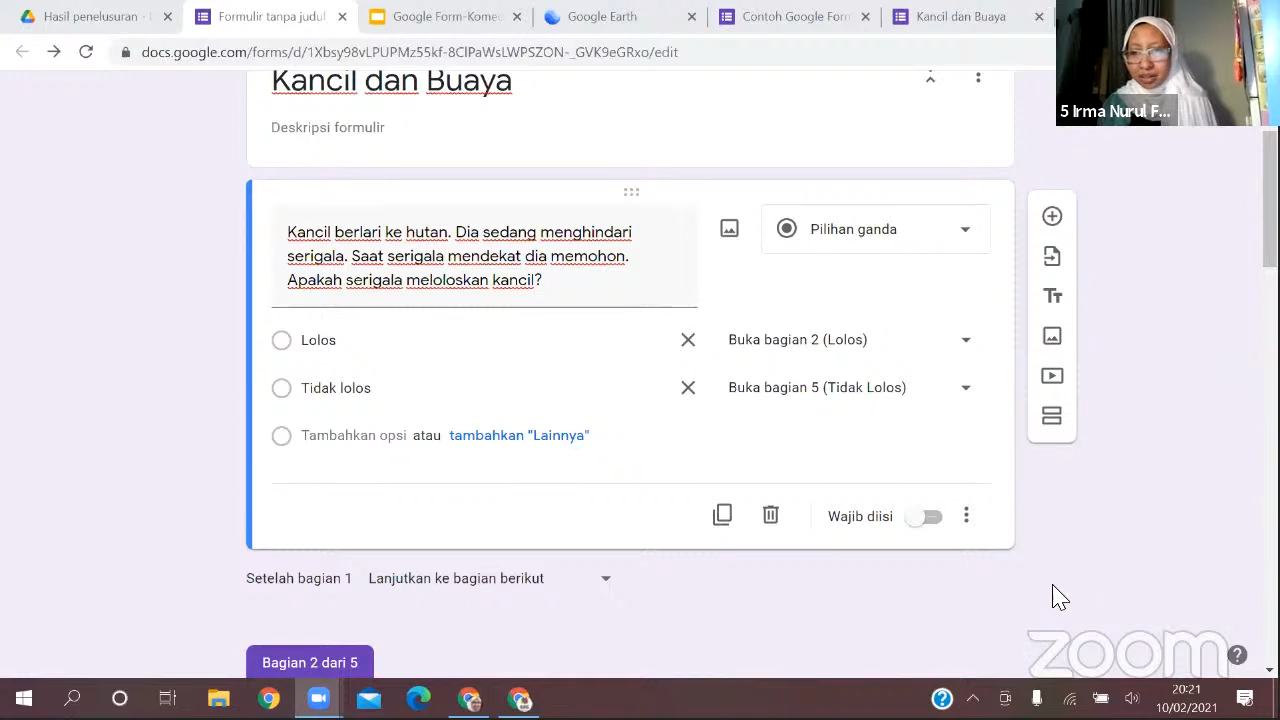 Hasil penelusuran -
Formulir tanpa judul
Google Form-Kome
Google Earth
Contoh Google Form
Kancil dan Buaya
docs.google.com/forms/d/1Xbsy98vLPUPMz55kf-8ClPaWsLWPSZON-_GVK9eGRxo/edit
5 Irma Nurul F...
Kancil dan Buaya
Deskripsi formulir
Kancil berlari ke hutan. Dia sedang menghindari
serigala. Saat serigala mendekat dia memohon.
Apakah serigala meloloskan kancil?
Pilihan ganda
Lolos
Buka bagian 2 (Lolos)
Tidak lolos
Buka bagian 5 (Tidak Lolos)
Tambahkan opsi atau tambahkan "Lainnya"
Wajib diisi
Setelah bagian 1 Lanjutkan ke bagian berikut
Bagian 2 dari 5
zoom
20:21
10/02/2021